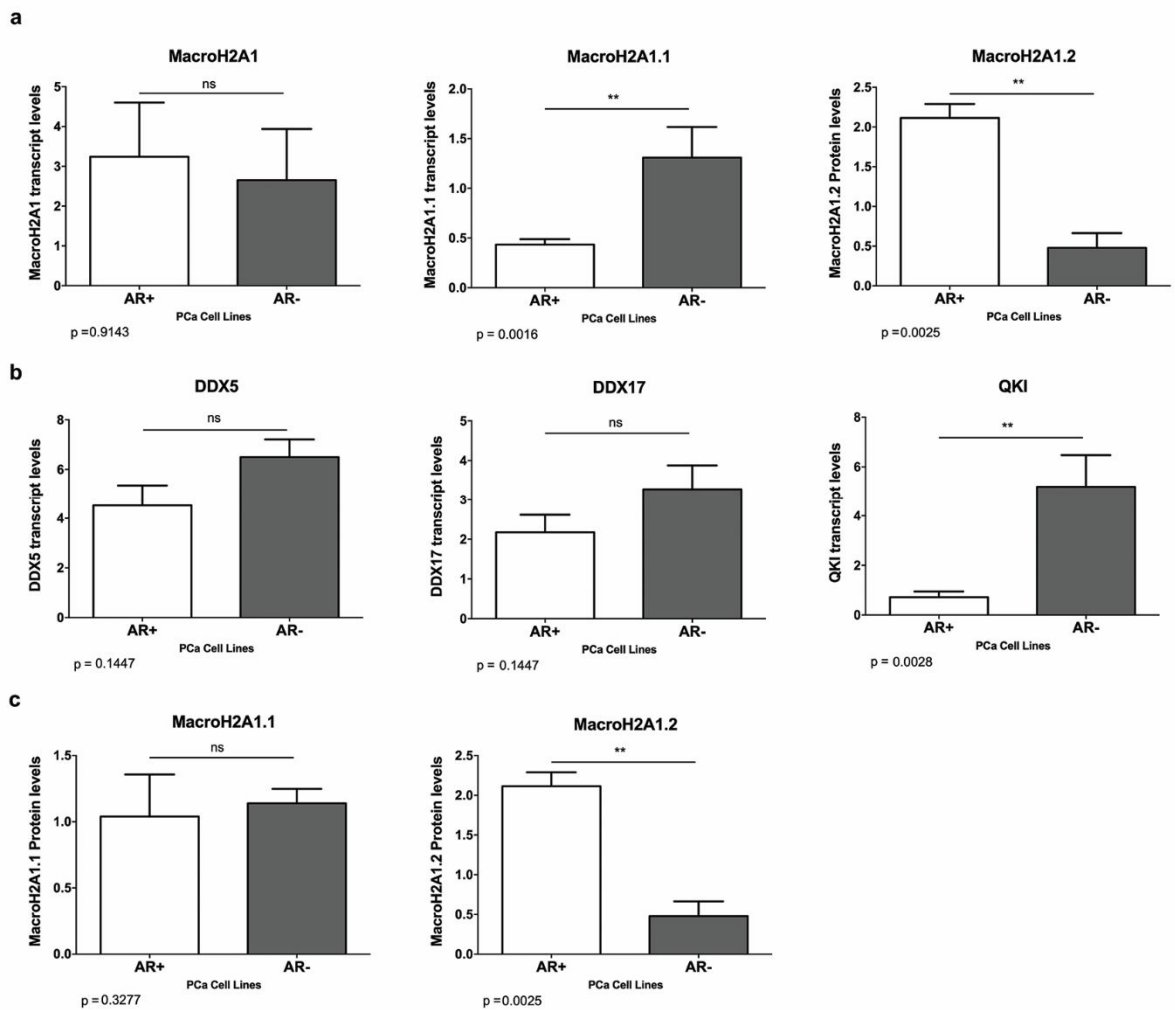 a
MacroH2A1
MacroH2A1 transcript levels
5
4
3
2
1
0
ns
AR+ AR-
PCa Cell Lines
p =0.9143
MacroH2A1.1
MacroH2A1.1 transcript levels
2.0
1.5
1.0
0.5
0.0
**
AR+ AR-
PCa Cell Lines
p = 0.0016
MacroH2A1.2
MacroH2A1.2 Protein levels
2.5
2.0
1.5
1.0
0.5
0.0
**
AR+ AR-
PCa Cell Lines
p =0.0025
b
DDX5
DDX5 transcript levels
8
6
4
2
0
ns
AR+ AR-
PCa Cell Lines
p = 0.1447
DDX17
DDX17 transcript levels
5
4
3
2
1
0
ns
AR+ AR-
PCa Cell Lines
p = 0.1447
QKI
QKI transcript levels
8
6
4
2
0
**
AR+ AR-
PCa Cell Lines
p = 0.0028
c
MacroH2A1.1
MacroH2A1.1 Protein levels
1.5
1.0
0.5
0.0
ns
AR+ AR-
PCa Cell Lines
p = 0.3277
MacroH2A1.2
MacroH2A1.2 Protein levels
2.5
2.0
1.5
1.0
0.5
0.0
**
AR+ AR-
PCa Cell Lines
p =0.0025